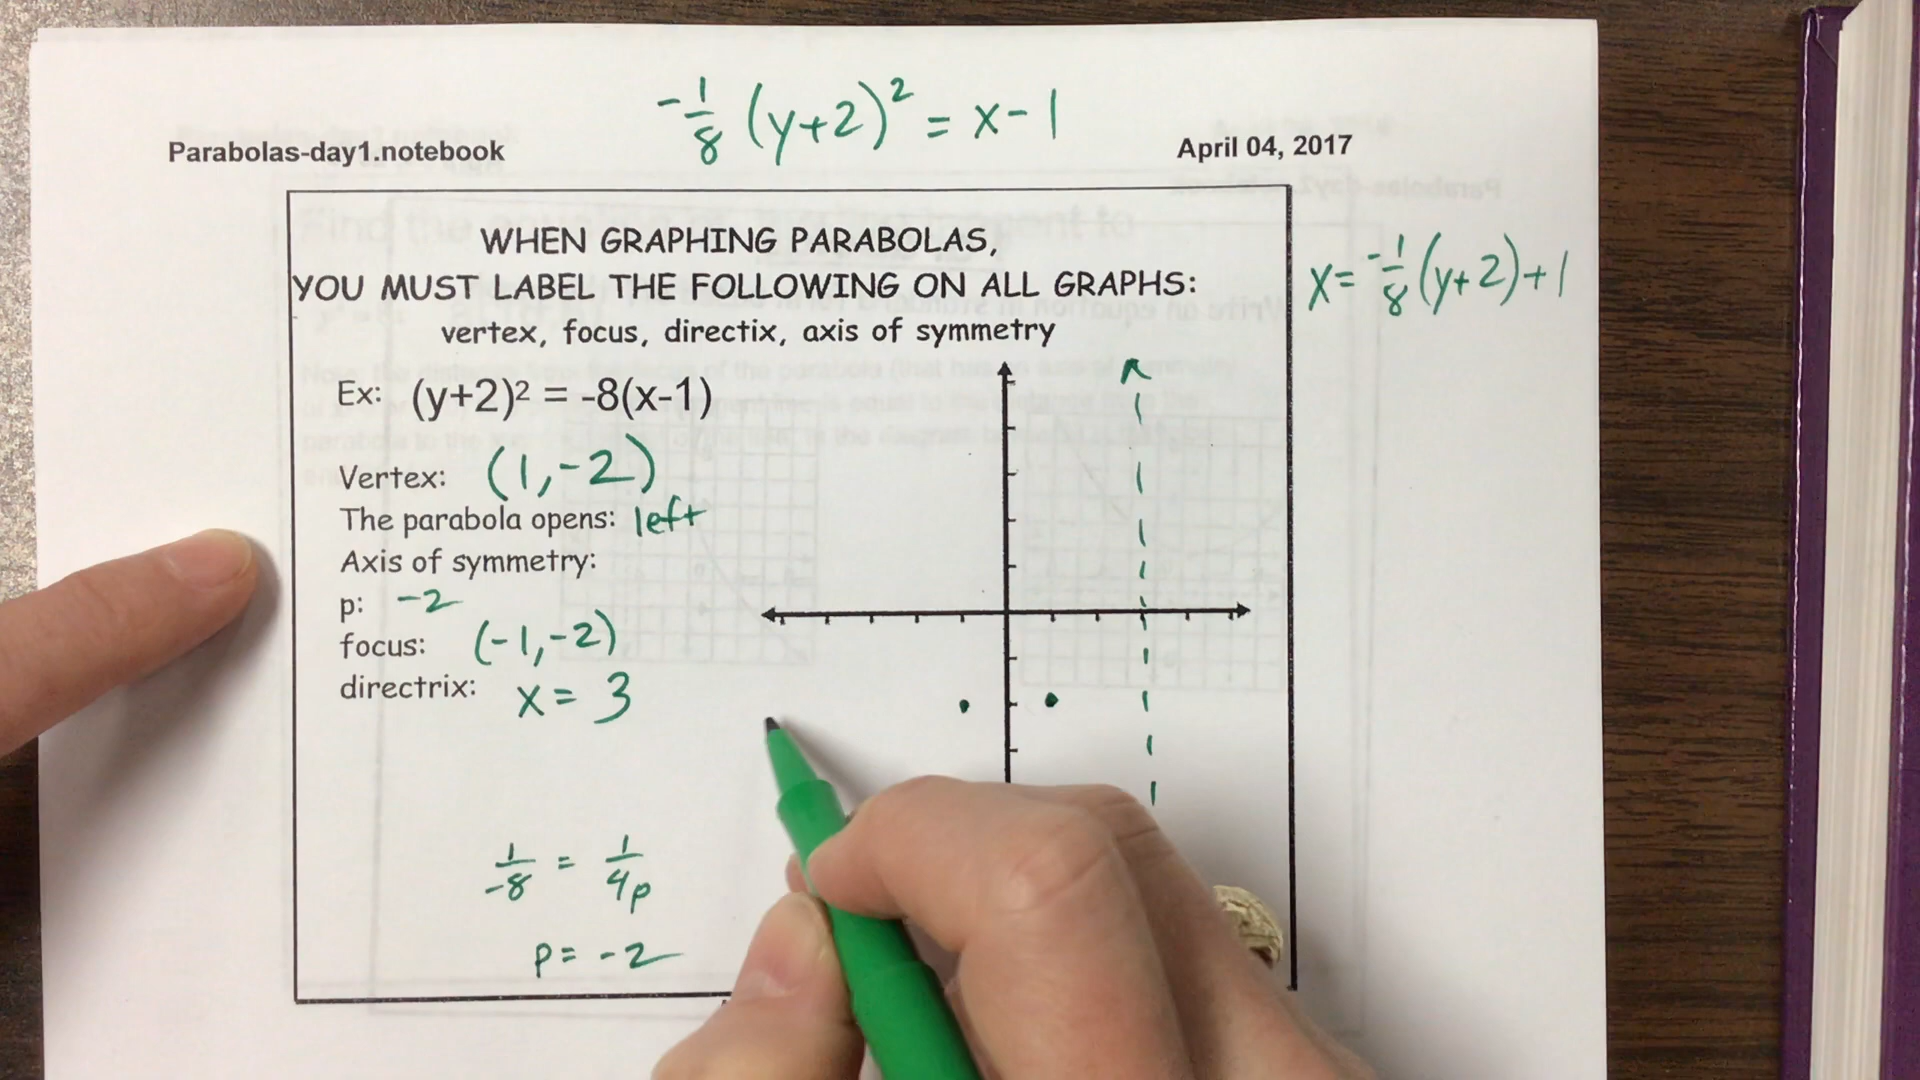 -1/8 (y+2)² = x-1
Parabolas-day1.notebook
April 04, 2017
WHEN GRAPHING PARABOLAS,
YOU MUST LABEL THE FOLLOWING ON ALL GRAPHS:
vertex, focus, directix, axis of symmetry
x= -1/8 (y+2)+1
Ex: (y+2)² = -8(x-1)
Vertex: (1,-2)
The parabola opens: left
Axis of symmetry:
p: -2
focus: (-1,-2)
directrix: x= 3
1/-8 = 1/4p
p= -2